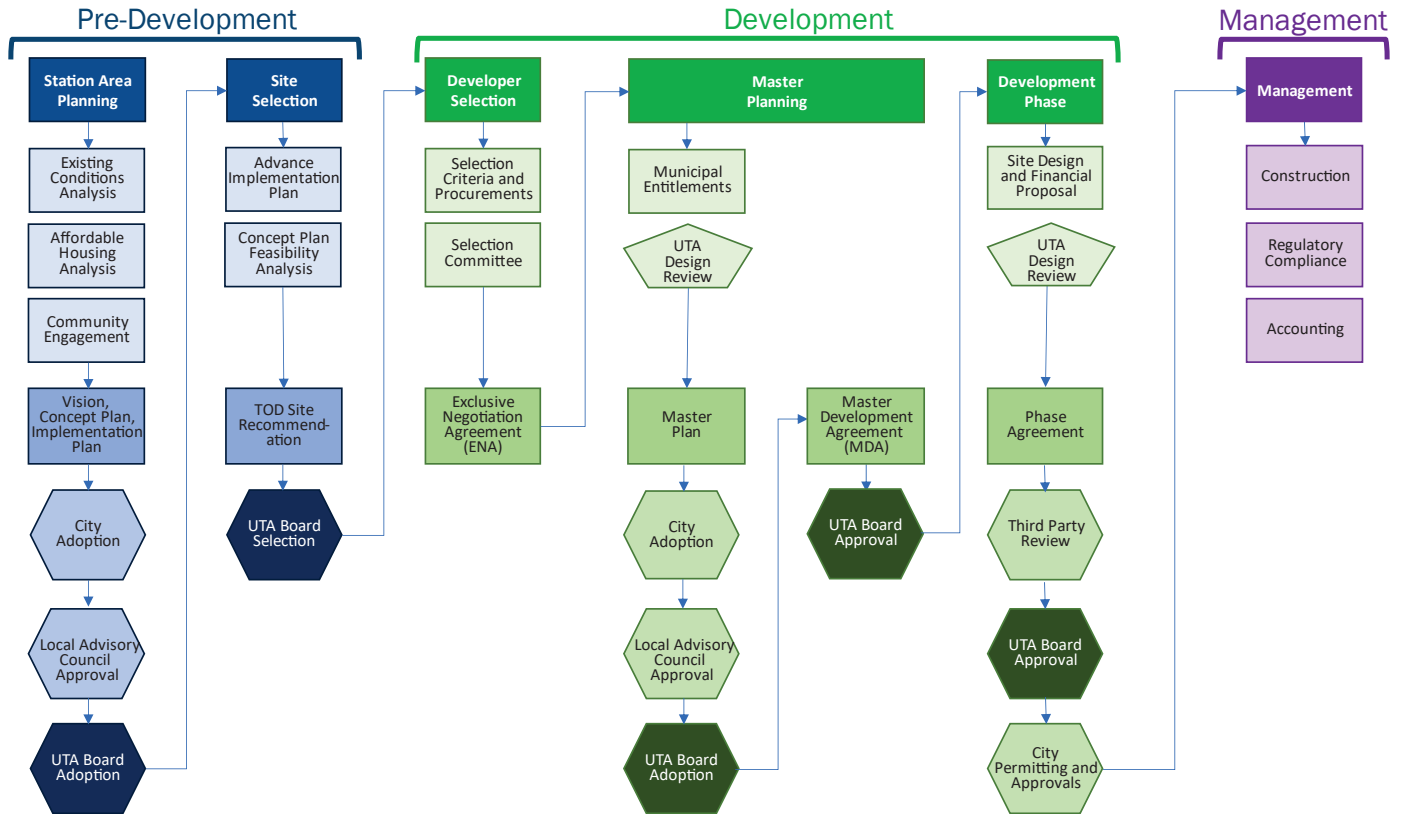 Pre-Development
Development
Management
Station Area
Planning
Existing
Conditions
Analysis
Affordable
Housing
Analysis
Community
Engagement
Vision,
Concept Plan,
Implementation
Plan
City
Adoption
Local Advisory
Council
Approval
UTA Board
Adoption
Site
Selection
Advance
Implementation
Plan
Concept Plan
Feasibility
Analysis
TOD Site
Recommend-
ation
UTA Board
Selection
Developer
Selection
Selection
Criteria and
Procurements
Selection
Committee
Exclusive
Negotiation
Agreement
(ENA)
Master
Planning
Municipal
Entitlements
UTA
Design
Review
Master
Plan
City
Adoption
Local Advisory
Council
Approval
UTA Board
Adoption
Master
Development
Agreement
(MDA)
UTA Board
Approval
Development
Phase
Site Design
and Financial
Proposal
UTA
Design
Review
Phase
Agreement
Third Party
Review
UTA Board
Approval
City
Permitting and
Approvals
Management
Construction
Regulatory
Compliance
Accounting